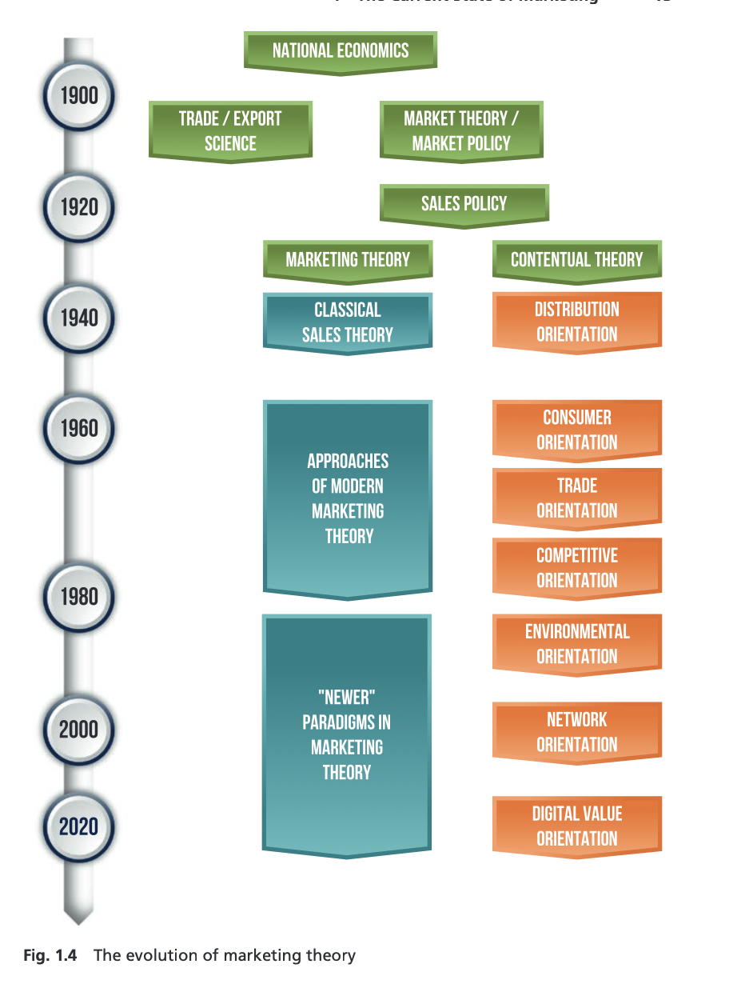 NATIONAL ECONOMICS
1900
TRADE / EXPORT
SCIENCE
MARKET THEORY /
MARKET POLICY
1920
SALES POLICY
MARKETING THEORY
CONTENTUAL THEORY
1940
CLASSICAL
SALES THEORY
DISTRIBUTION
ORIENTATION
1960
APPROACHES
OF MODERN
MARKETING
THEORY
CONSUMER
ORIENTATION
TRADE
ORIENTATION
COMPETITIVE
ORIENTATION
1980
"NEWER"
PARADIGMS IN
MARKETING
THEORY
ENVIRONMENTAL
ORIENTATION
2000
NETWORK
ORIENTATION
2020
DIGITAL VALUE
ORIENTATION
Fig. 1.4 The evolution of marketing theory